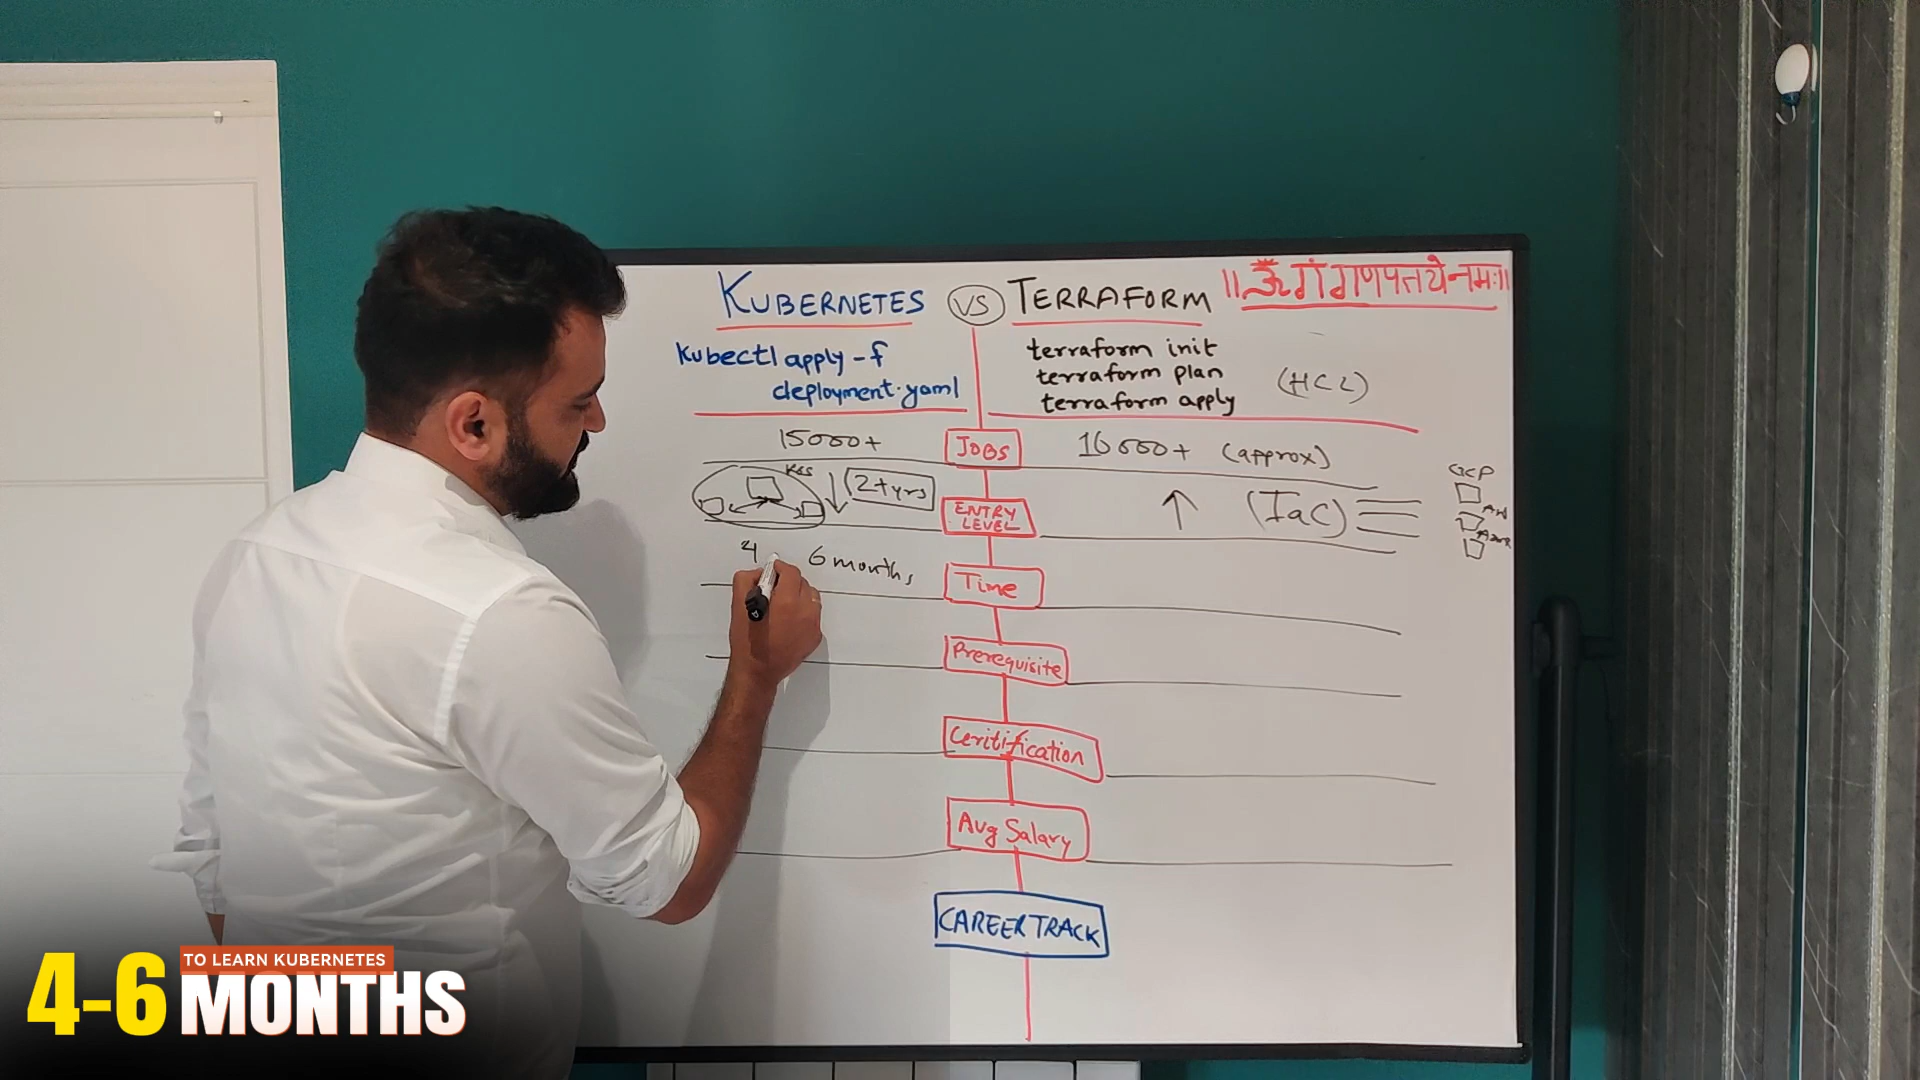 KUBERNETES VS TERRAFORM
॥ ॐ गं गणपतये नमः ॥
Kubectl apply -f
deployment.yaml
terraform init
terraform plan
terraform apply
(HCL)
15000+
JOBS
16000+ (approx)
K8s
2+yrs
ENTRY
LEVEL
(IaC)
GCP
4
6 months
Time
Prerequisite
Ceritification
Avg Salary
CAREER TRACK
4-6
TO LEARN KUBERNETES
MONTHS